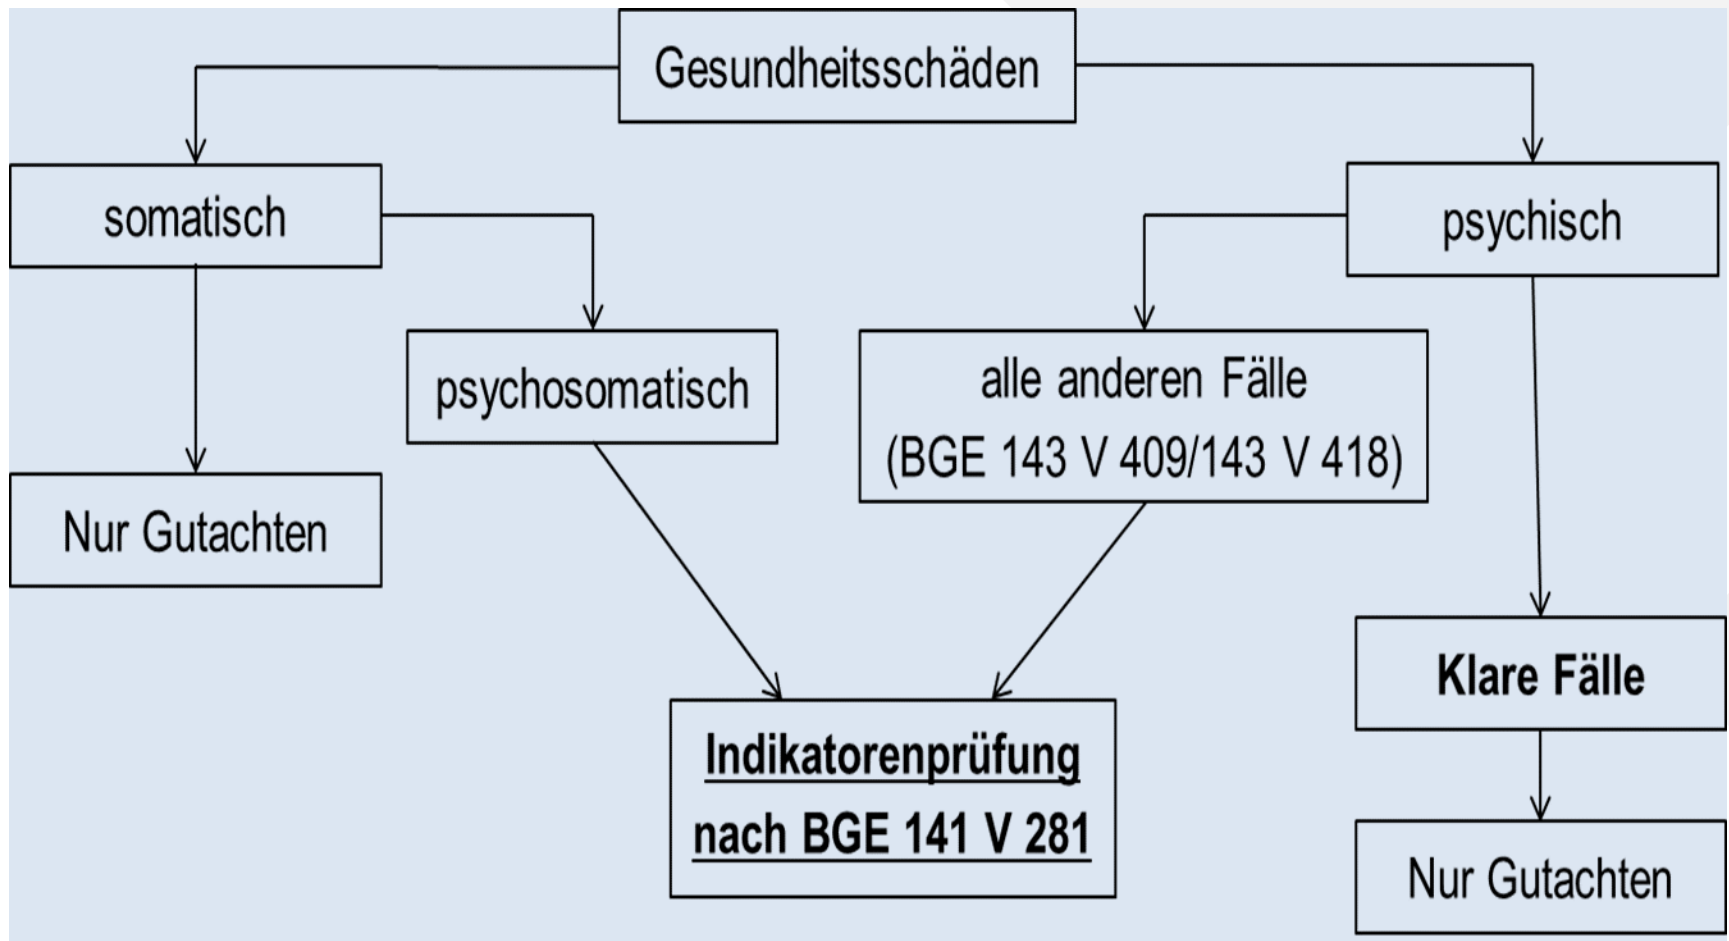 Gesundheitsschäden
somatisch
psychisch
psychosomatisch
alle anderen Fälle
(BGE 143 V 409/143 V 418)
Nur Gutachten
Klare Fälle
Indikatorenprüfung
nach BGE 141 V 281
Nur Gutachten